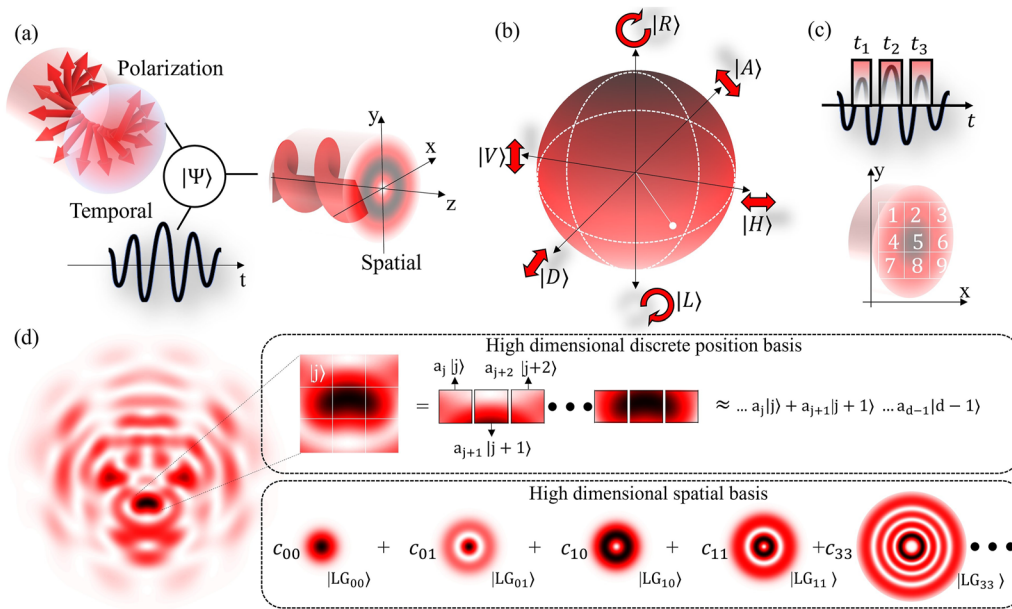 (a)
Polarization
|Ψ⟩
Temporal
t
y
x
z
Spatial
(b)
|R⟩
|A⟩
|V⟩
|H⟩
|D⟩
|L⟩
(c)
t₁ t₂ t₃
t
y
1 2 3
4 5 6
7 8 9
x
(d)
High dimensional discrete position basis
|j⟩
=
aⱼ |j⟩
aⱼ₊₂ |j+2⟩
aⱼ₊₁ |j + 1⟩
≈ ... aⱼ|j⟩ + aⱼ₊₁|j + 1⟩ ... a_d₋₁|d − 1⟩
High dimensional spatial basis
c₀₀ |LG₀₀⟩ + c₀₁ |LG₀₁⟩ + c₁₀ |LG₁₀⟩ + c₁₁ |LG₁₁⟩ +c₃₃ |LG₃₃⟩